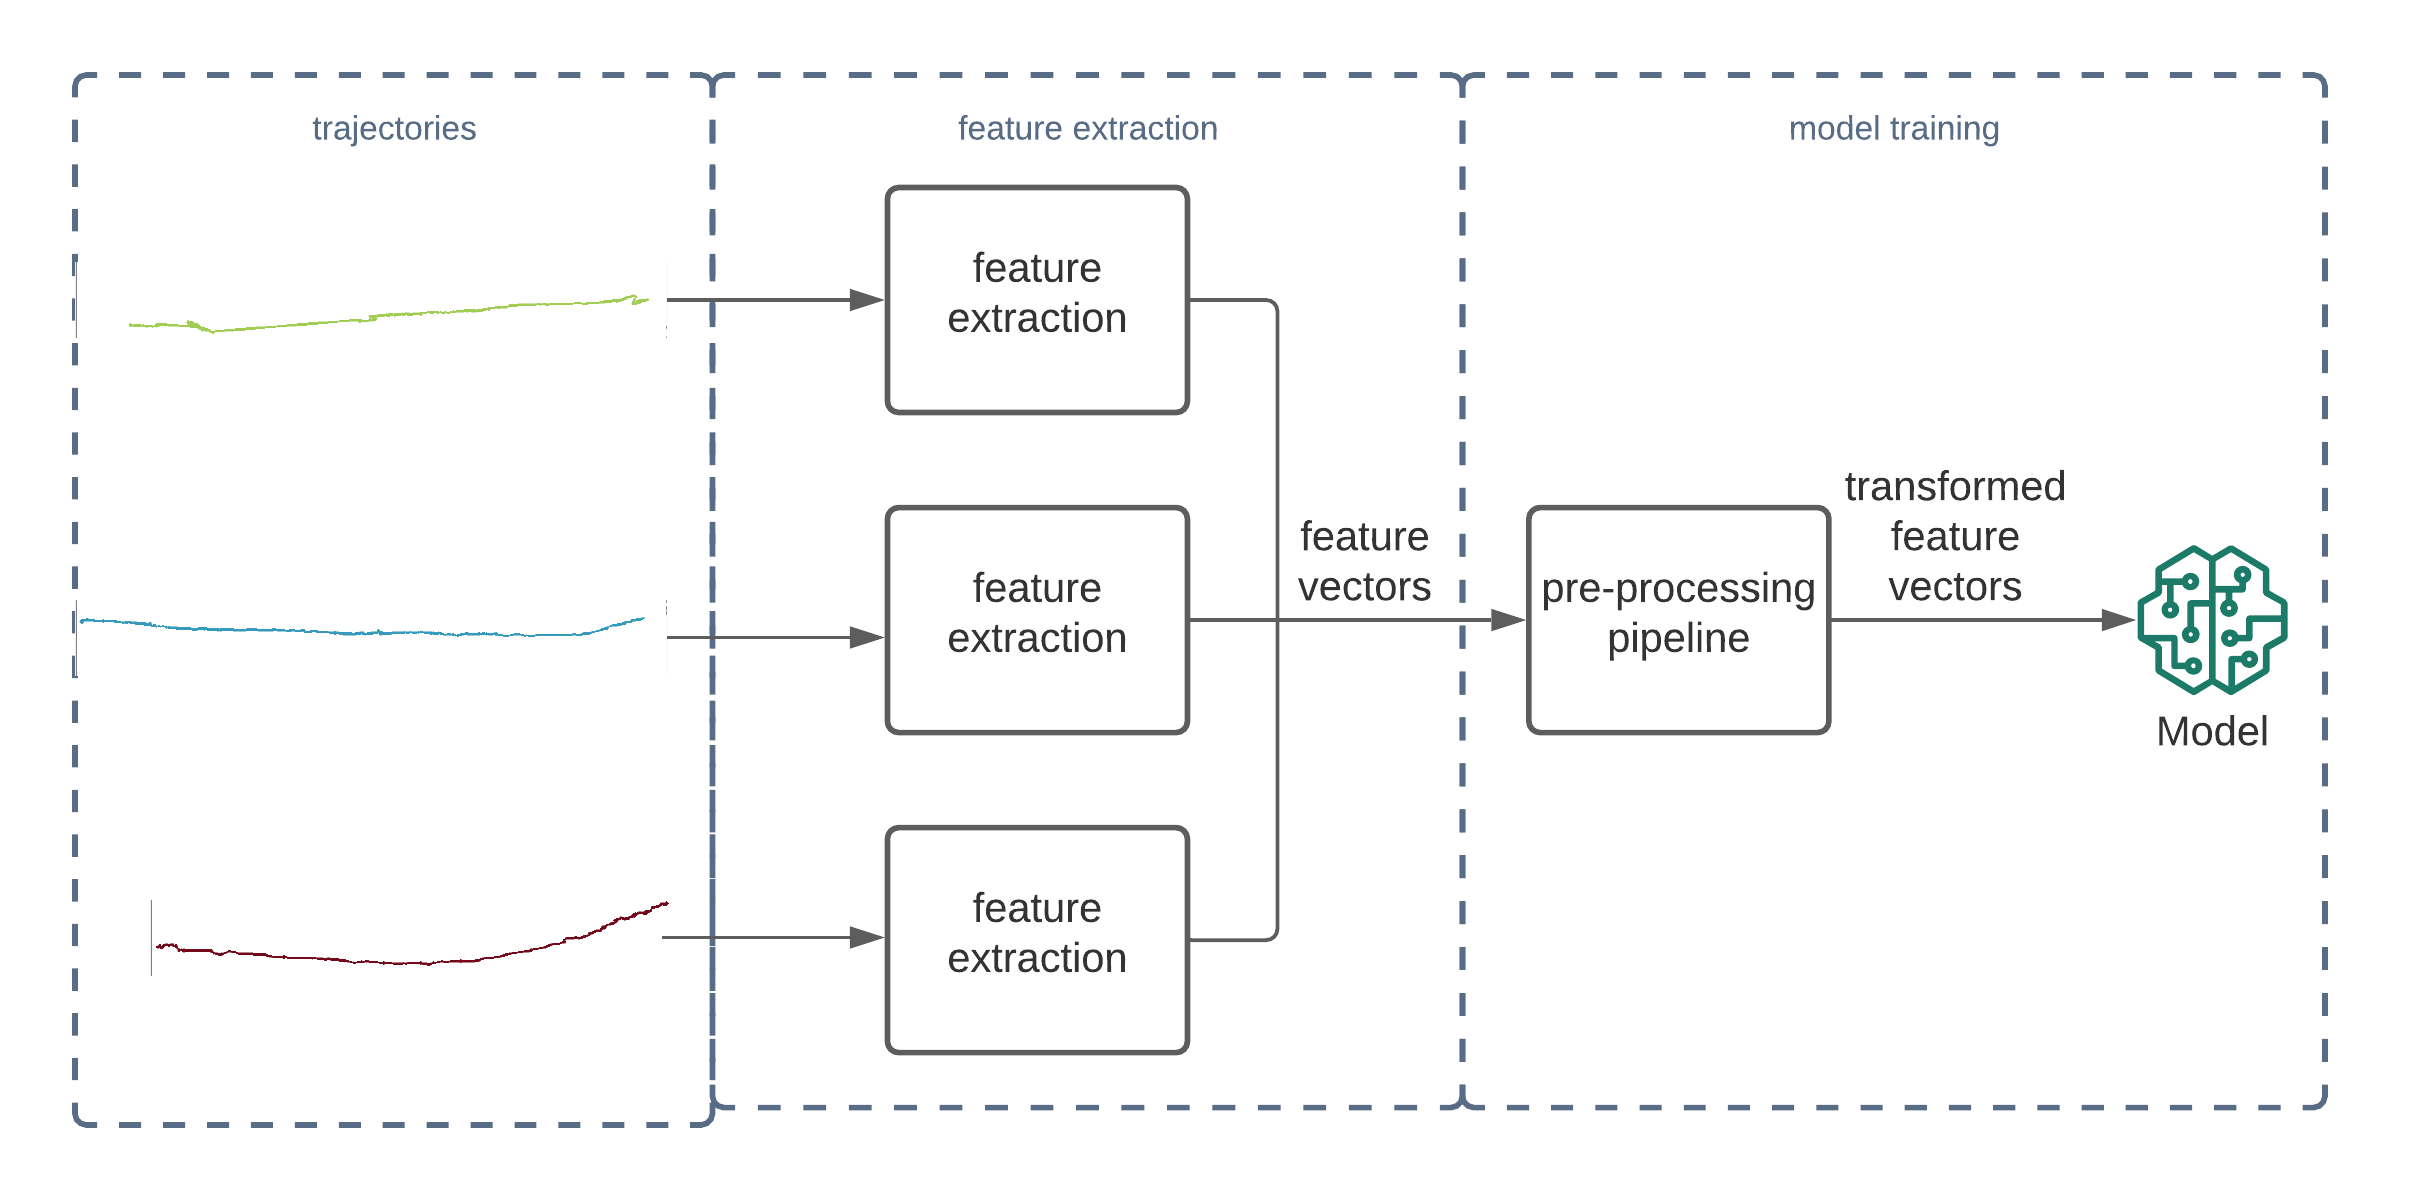 trajectories
feature extraction
model training
feature
extraction
feature
extraction
feature
vectors
pre-processing
pipeline
transformed
feature
vectors
Model
feature
extraction